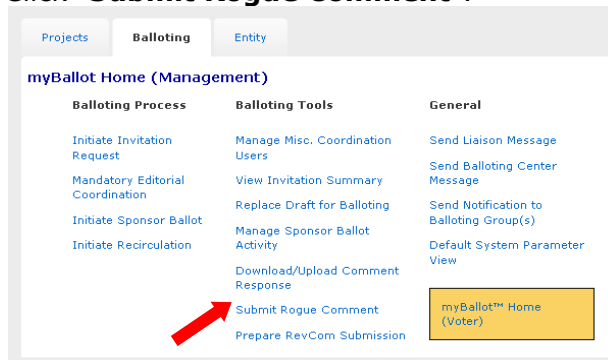 Click "Submit Rogue Comment".
Projects Balloting Entity
myBallot Home (Management)
Balloting Process
Initiate Invitation
Request
Mandatory Editorial
Coordination
Initiate Sponsor Ballot
Initiate Recirculation
Balloting Tools
Manage Misc. Coordination
Users
View Invitation Summary
Replace Draft for Balloting
Manage Sponsor Ballot
Activity
Download/Upload Comment
Response
Submit Rogue Comment
Prepare RevCom Submission
General
Send Liaison Message
Send Balloting Center
Message
Send Notification to
Balloting Group(s)
Default System Parameter
View
myBallot™ Home
(Voter)